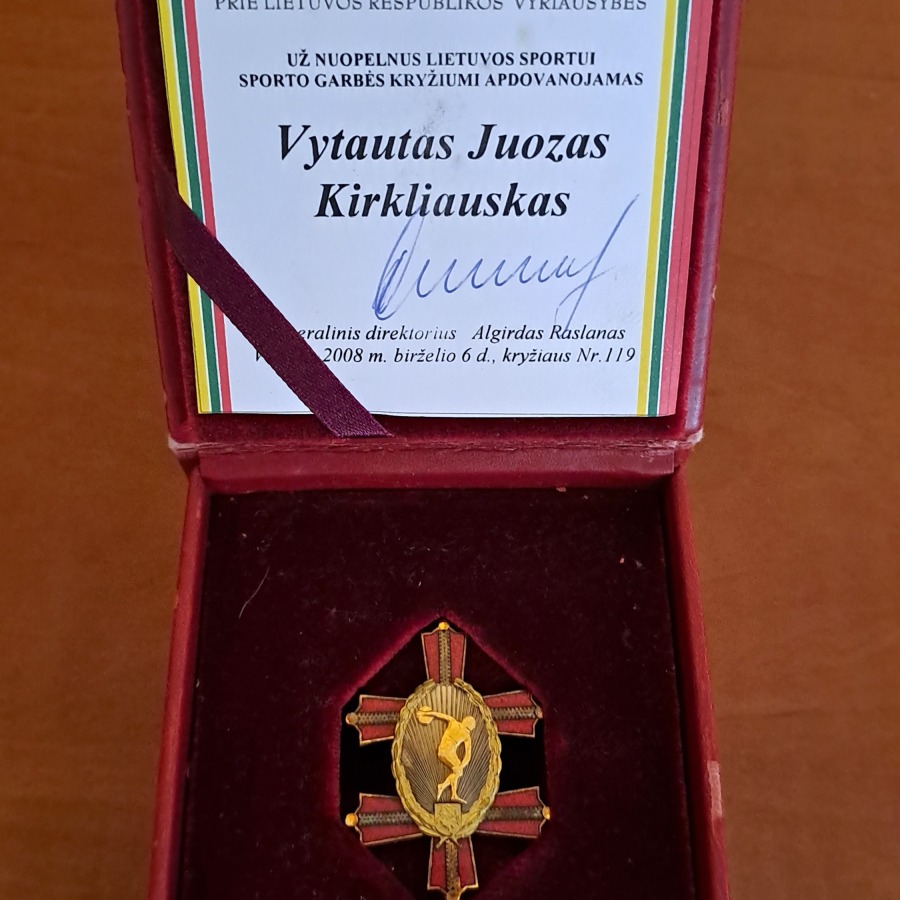 PRIE LIETUVOS RESPUBLIKOS VYRIAUSYBĖS
UŽ NUOPELNUS LIETUVOS SPORTUI
SPORTO GARBĖS KRYŽIUMI APDOVANOJAMAS
Vytautas Juozas
Kirkliauskas
eralinis direktorius Algirdas Raslanas
2008 m. birželio 6 d., kryžiaus Nr.119